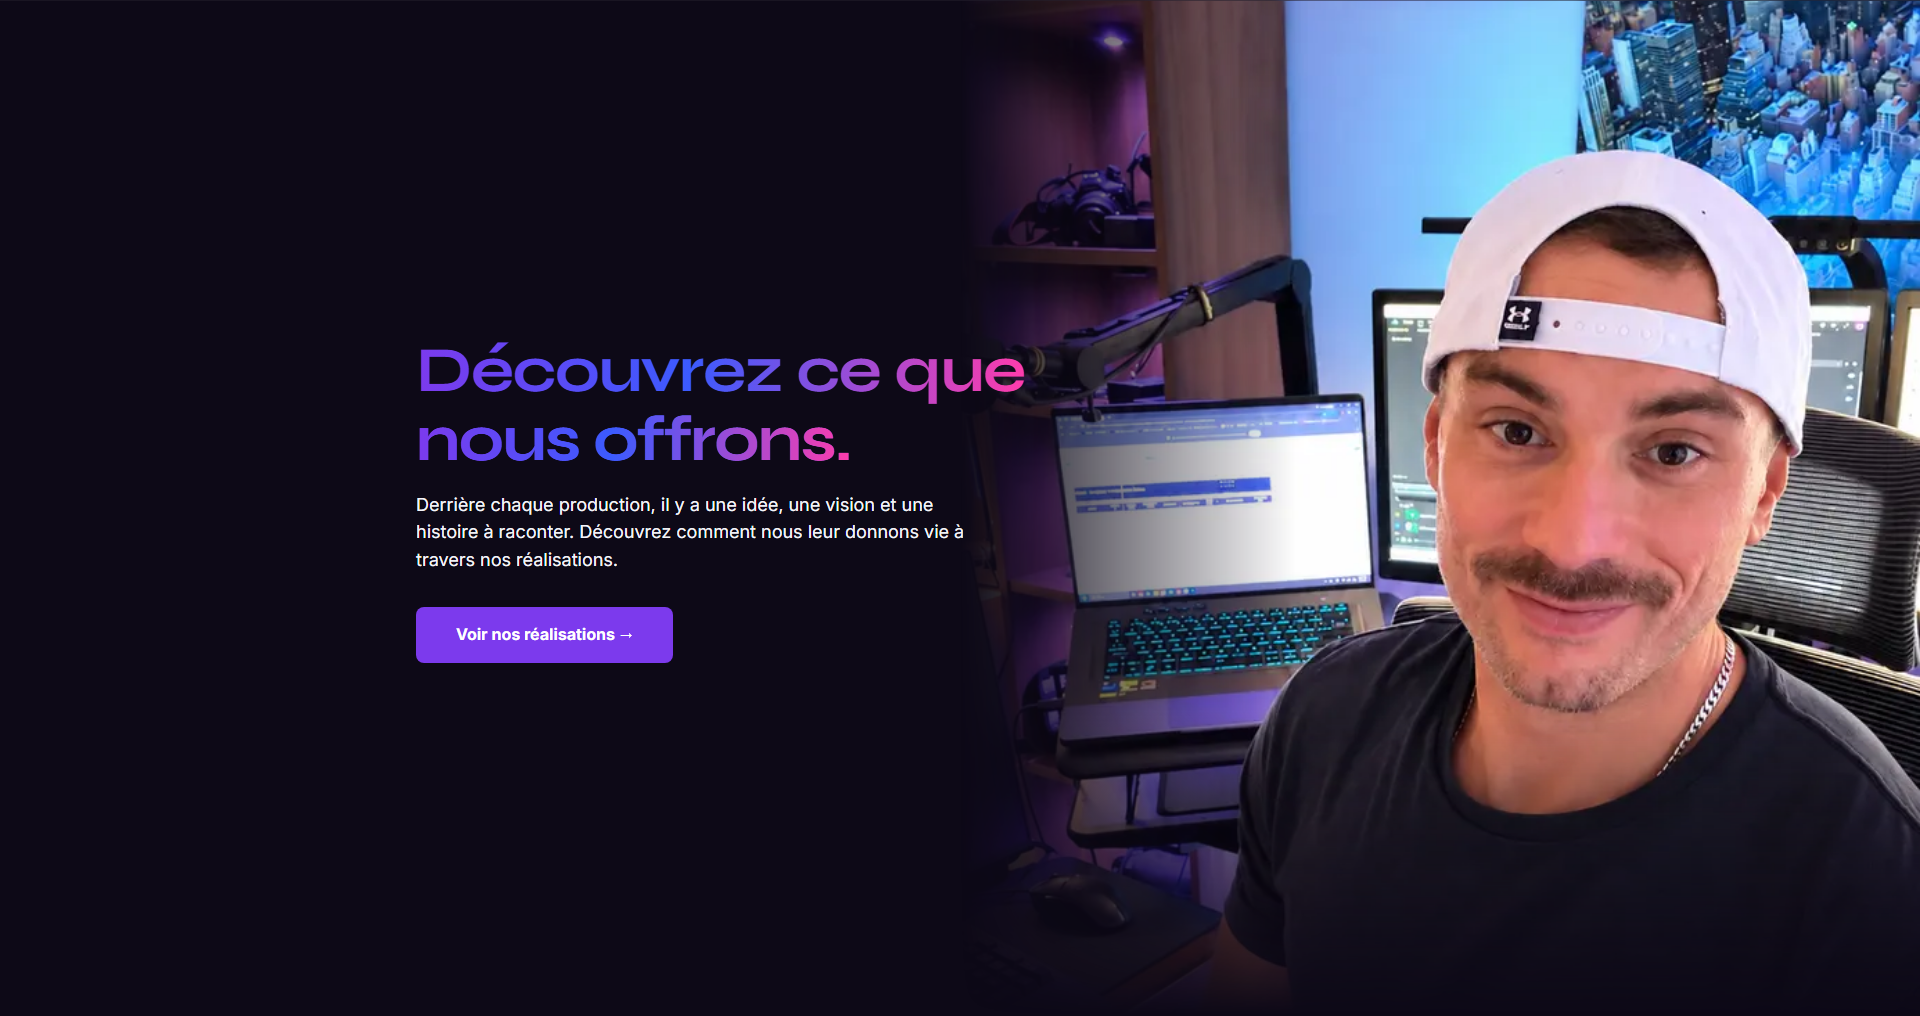 Découvrez ce que
nous offrons.
Derrière chaque production, il y a une idée, une vision et une
histoire à raconter. Découvrez comment nous leur donnons vie à
travers nos réalisations.
Voir nos réalisations →